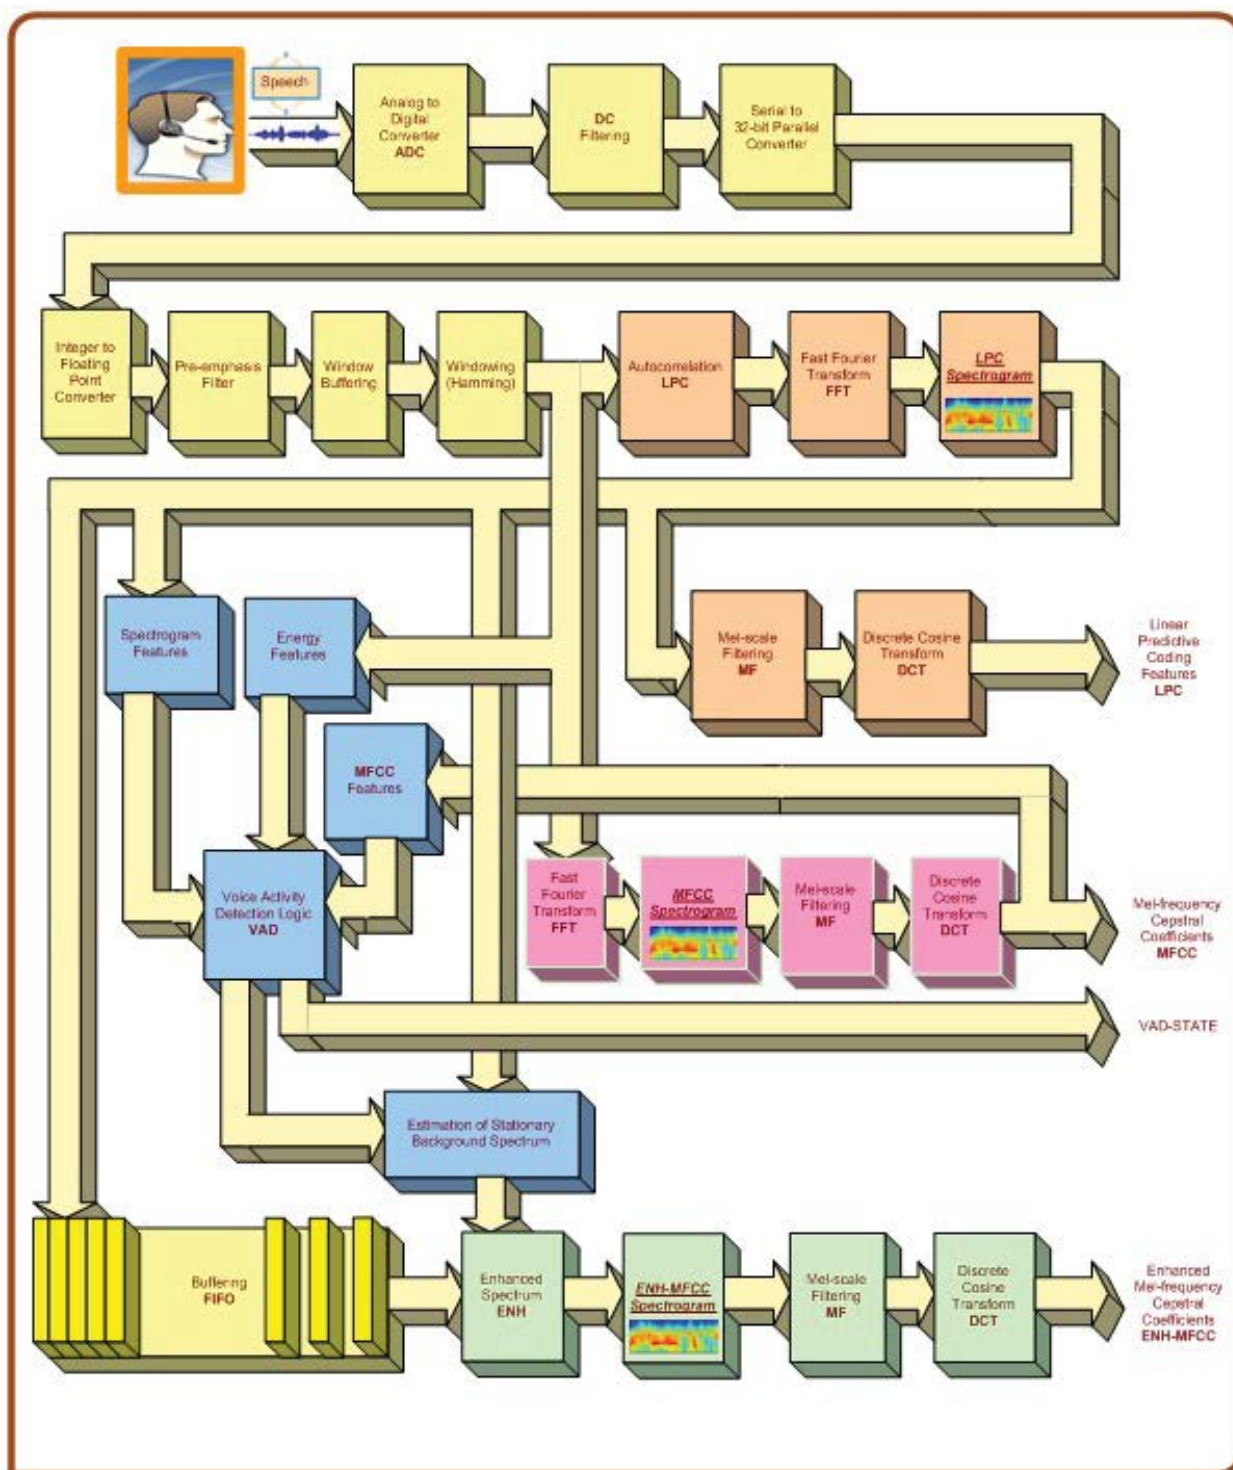 Speech
Analog to
Digital
Converter
ADC
DC
Filtering
Serial to
32-bit Parallel
Converter
Integer to
Floating
Point
Converter
Pre-emphasis
Filter
Window
Buffering
Windowing
(Hamming)
Autocorrelation
LPC
Fast Fourier
Transform
FFT
LPC
Spectrogram
Spectrogram
Features
Energy
Features
Mel-scale
Filtering
MF
Discrete Cosine
Transform
DCT
Linear
Predictive
Coding
Features
LPC
MFCC
Features
Voice Activity
Detection Logic
VAD
Fast
Fourier
Transform
FFT
MFCC
Spectrogram
Mel-scale
Filtering
MF
Discrete
Cosine
Transform
DCT
Mel-frequency
Cepstral
Coefficients
MFCC
VAD-STATE
Estimation of Stationary
Background Spectrum
Buffering
FIFO
Enhanced
Spectrum
ENH
ENH-MFCC
Spectrogram
Mel-scale
Filtering
MF
Discrete
Cosine
Transform
DCT
Enhanced
Mel-frequency
Cepstral
Coefficients
ENH-MFCC